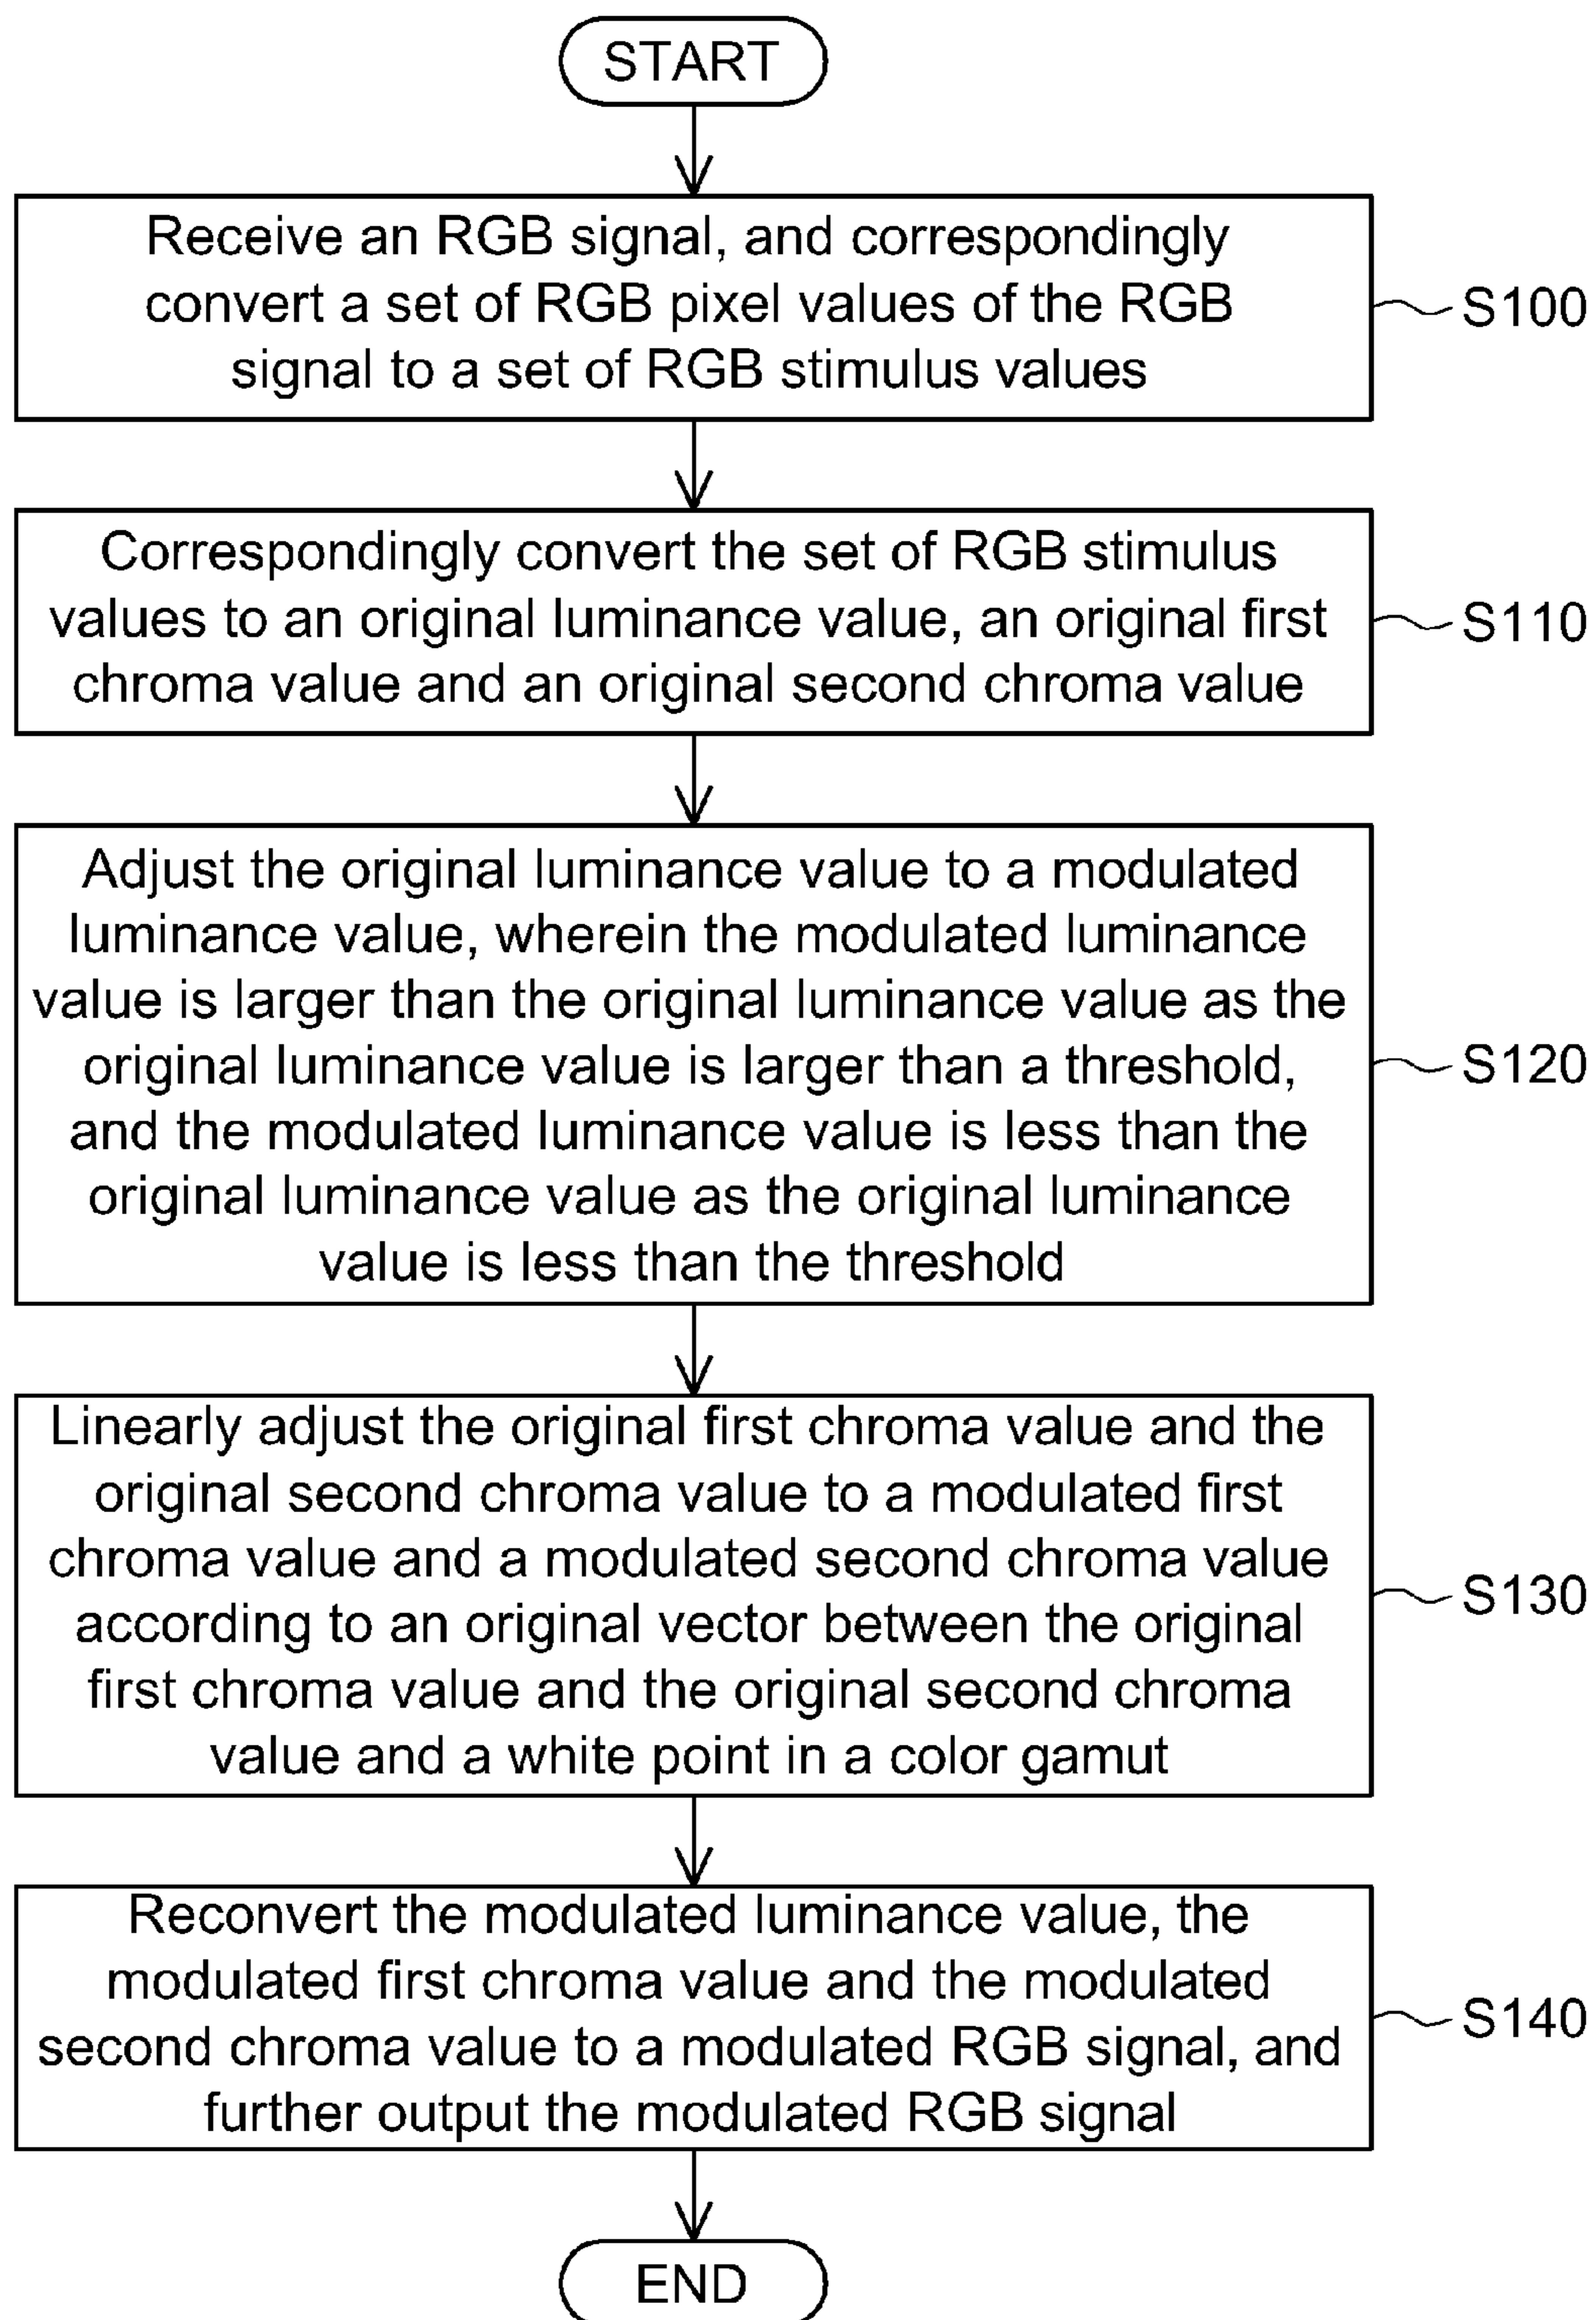 START
Receive an RGB signal, and correspondingly
convert a set of RGB pixel values of the RGB
signal to a set of RGB stimulus values
S100
Correspondingly convert the set of RGB stimulus
values to an original luminance value, an original first
chroma value and an original second chroma value
S110
Adjust the original luminance value to a modulated
luminance value, wherein the modulated luminance
value is larger than the original luminance value as the
original luminance value is larger than a threshold,
and the modulated luminance value is less than the
original luminance value as the original luminance
value is less than the threshold
S120
Linearly adjust the original first chroma value and the
original second chroma value to a modulated first
chroma value and a modulated second chroma value
according to an original vector between the original
first chroma value and the original second chroma
value and a white point in a color gamut
S130
Reconvert the modulated luminance value, the
modulated first chroma value and the modulated
second chroma value to a modulated RGB signal, and
further output the modulated RGB signal
S140
END